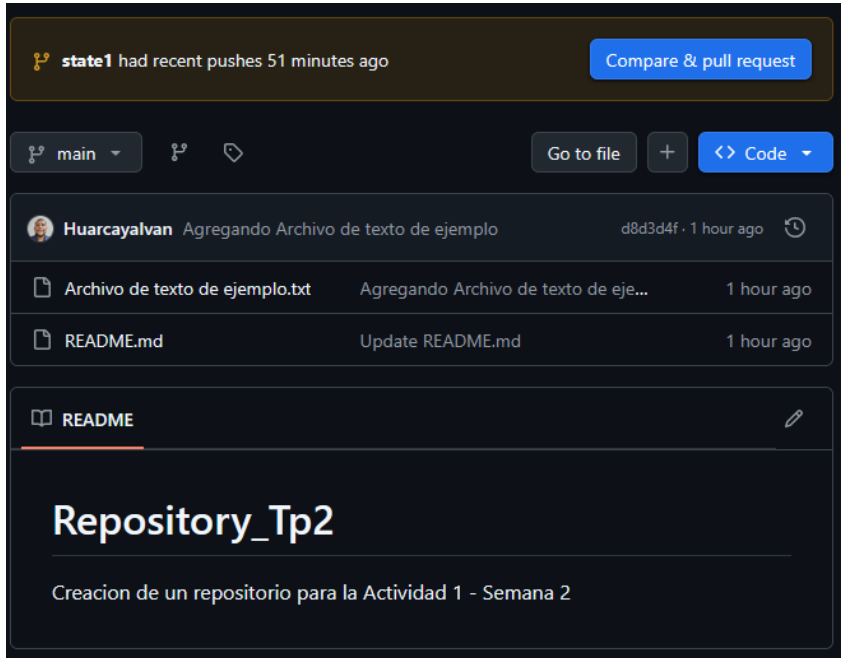 state1 had recent pushes 51 minutes ago Compare & pull request
main Go to file Code
Huarcayalvan Agregando Archivo de texto de ejemplo d8d3d4f · 1 hour ago
Archivo de texto de ejemplo.txt Agregando Archivo de texto de eje... 1 hour ago
README.md Update README.md 1 hour ago
README
Repository_Tp2
Creacion de un repositorio para la Actividad 1 - Semana 2